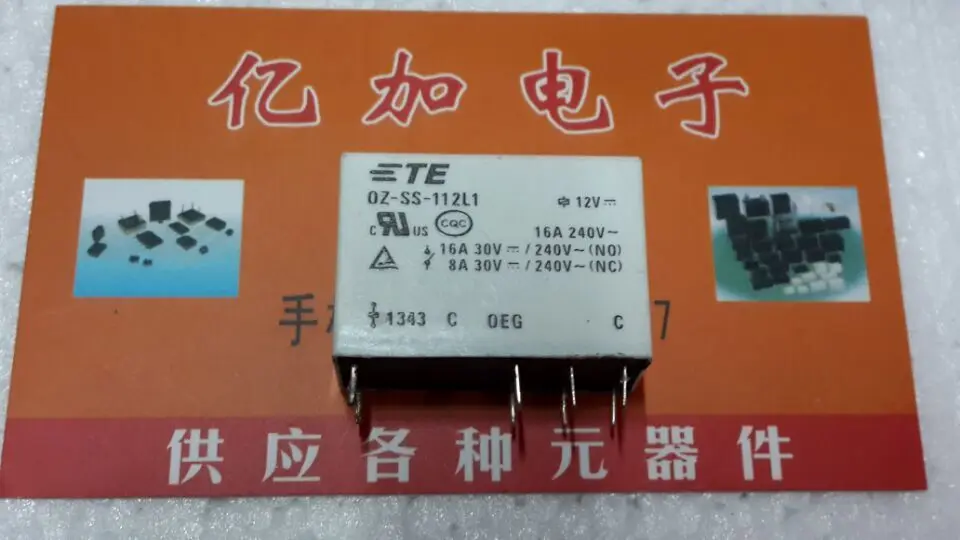 亿加电子
TE
OZ-SS-112L1
12V⎓
c RU US CQC
16A 240V~
16A 30V⎓/240V~(NO)
8A 30V⎓/240V~(NC)
手
7
1343 C OEG C
供应各种元器件